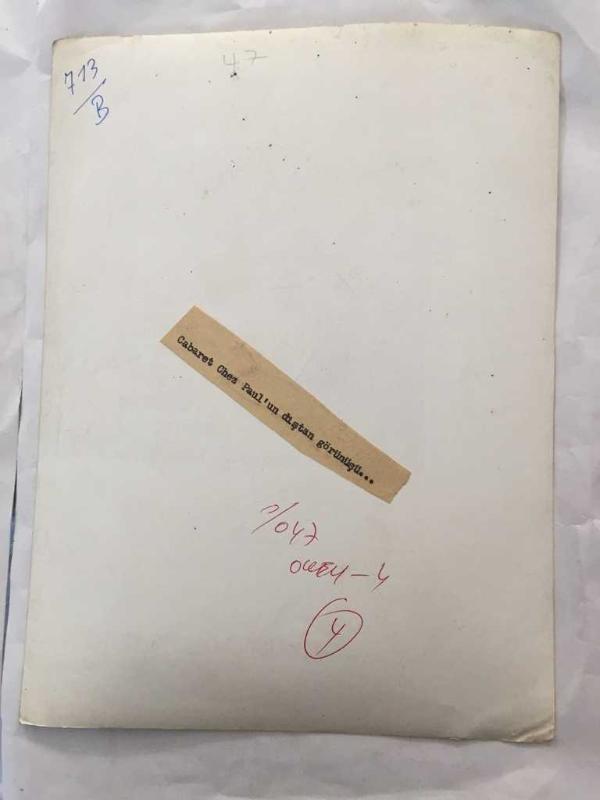 713
B
47
Cabaret Chez Paul'un dıştan görünüşü...
/047
4